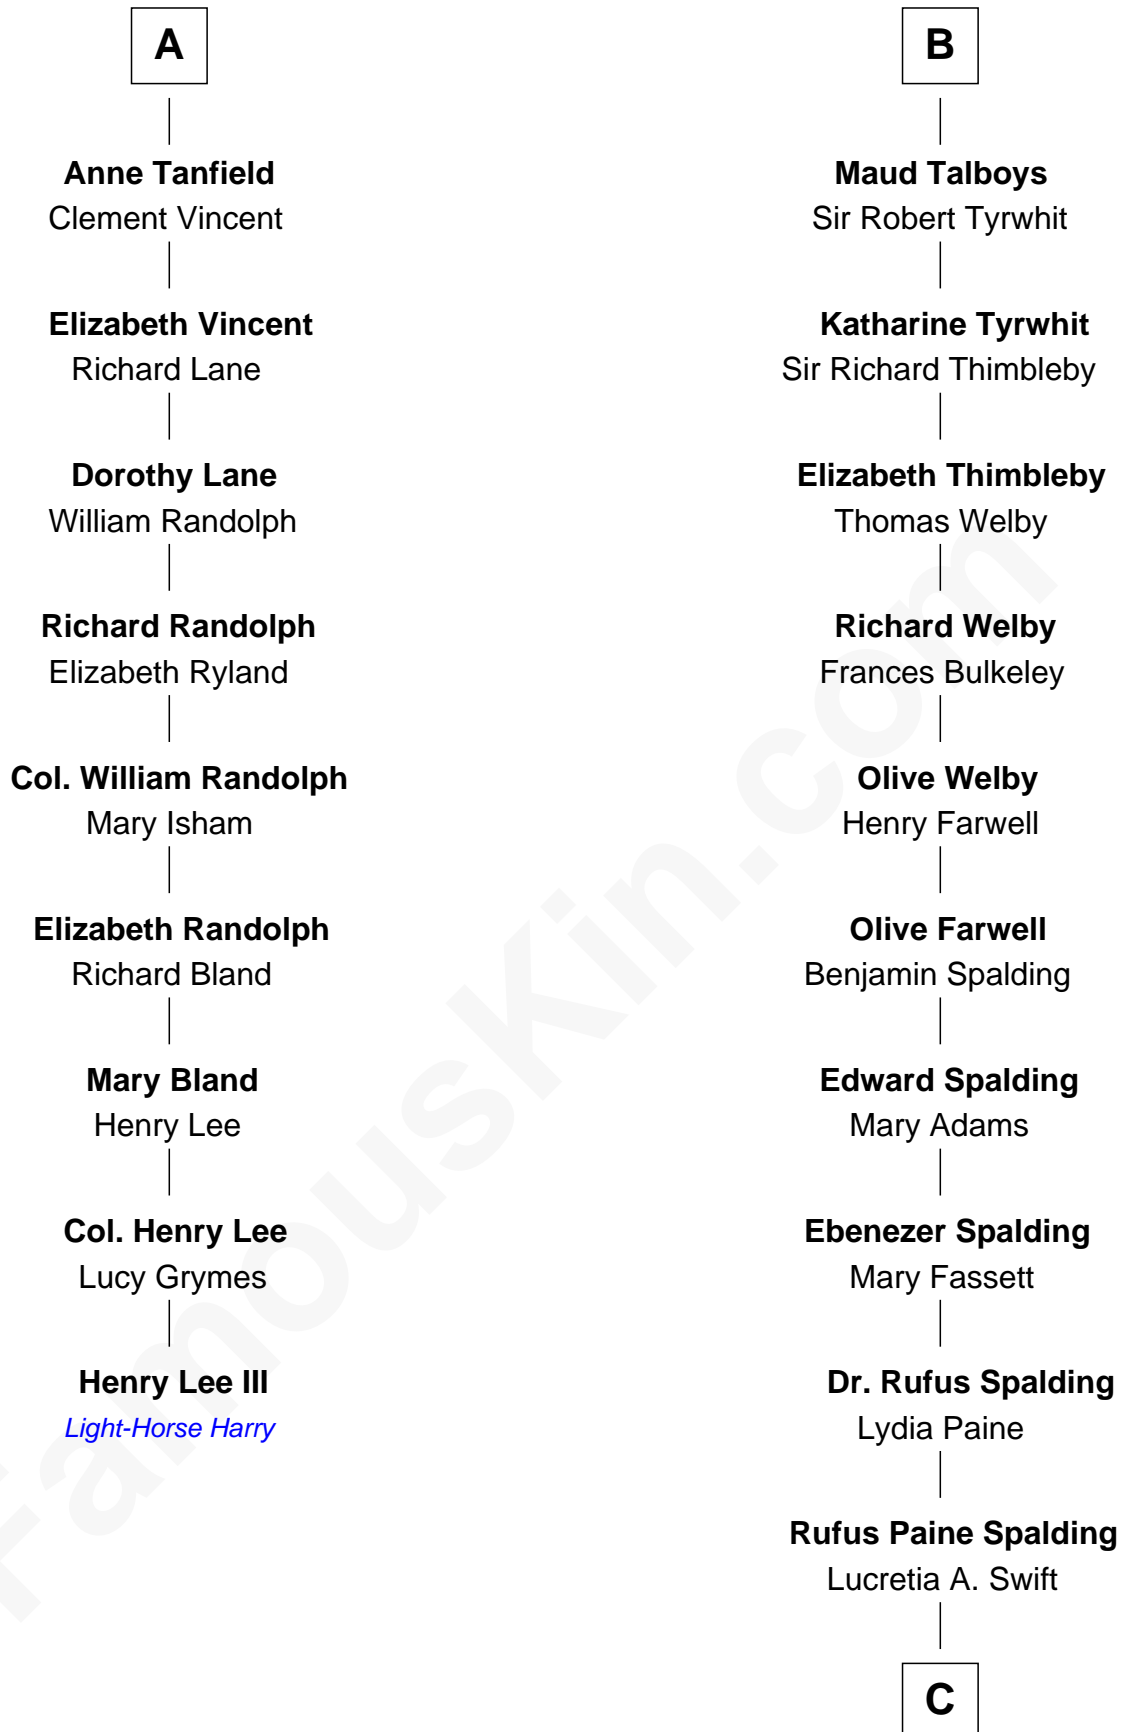 A
Anne Tanfield
Clement Vincent
Elizabeth Vincent
Richard Lane
Dorothy Lane
William Randolph
Richard Randolph
Elizabeth Ryland
Col. William Randolph
Mary Isham
Elizabeth Randolph
Richard Bland
Mary Bland
Henry Lee
Col. Henry Lee
Lucy Grymes
Henry Lee III
Light-Horse Harry
B
Maud Talboys
Sir Robert Tyrwhit
Katharine Tyrwhit
Sir Richard Thimbleby
Elizabeth Thimbleby
Thomas Welby
Richard Welby
Frances Bulkeley
Olive Welby
Henry Farwell
Olive Farwell
Benjamin Spalding
Edward Spalding
Mary Adams
Ebenezer Spalding
Mary Fassett
Dr. Rufus Spalding
Lydia Paine
Rufus Paine Spalding
Lucretia A. Swift
C
FamousKin.com